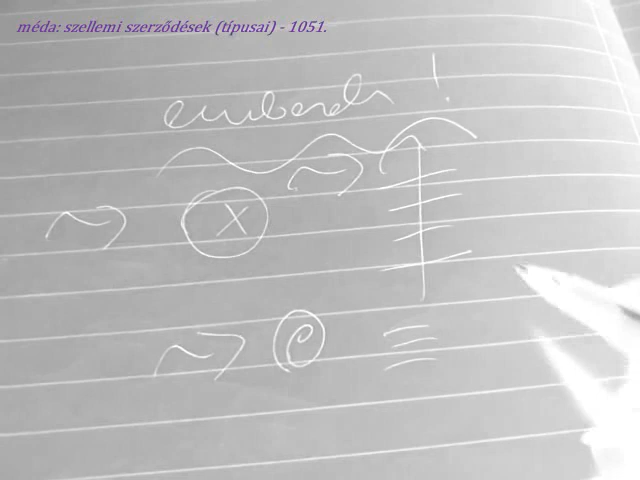 méda: szellemi szerződések (típusai) - 1051.
emberek !
X